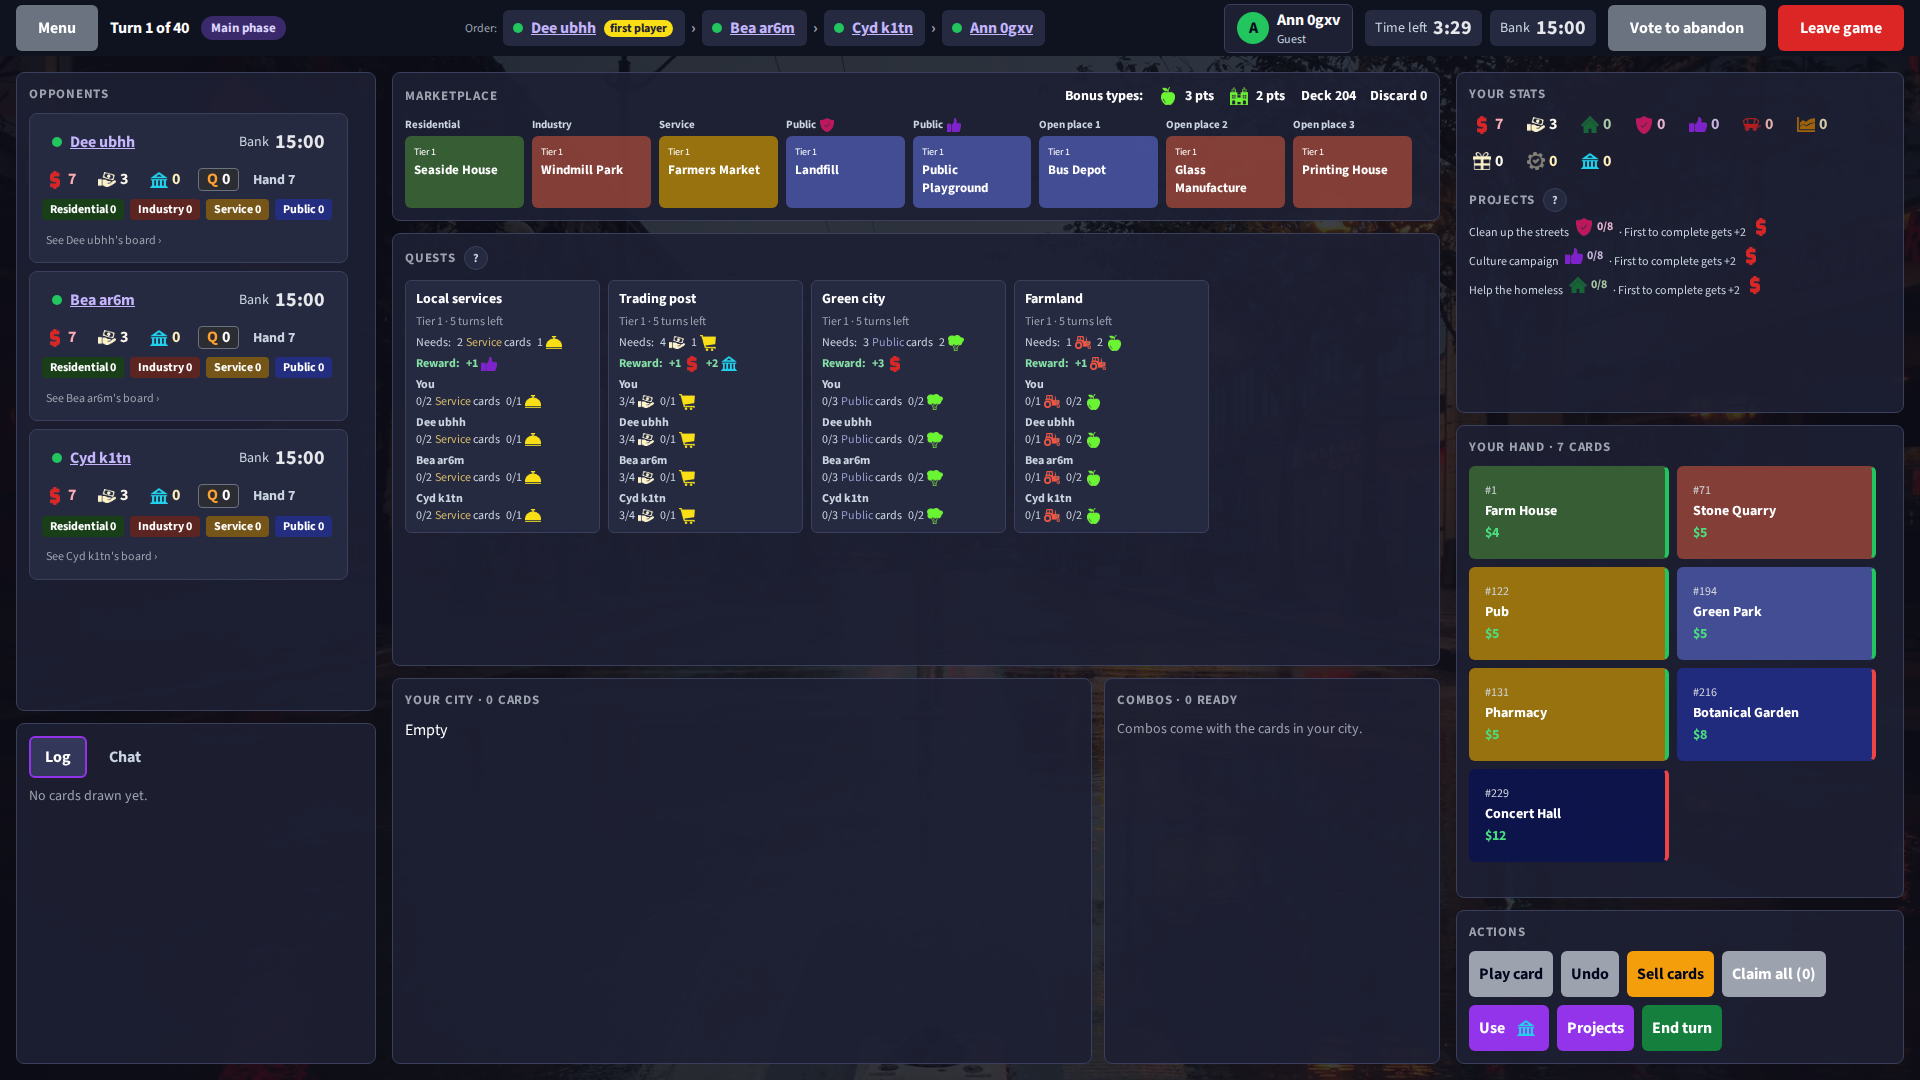 Menu
Turn 1 of 40
Main phase
Order:
Dee ubhh first player › Bea ar6m › Cyd k1tn › Ann 0gxv
A
Ann 0gxv
Guest
Time left 3:29
Bank 15:00
Vote to abandon
Leave game
OPPONENTS
Dee ubhh
Bank 15:00
7 3 0 Q 0 Hand 7
Residential 0 Industry 0 Service 0 Public 0
See Dee ubhh's board ›
Bea ar6m
Bank 15:00
7 3 0 Q 0 Hand 7
Residential 0 Industry 0 Service 0 Public 0
See Bea ar6m's board ›
Cyd k1tn
Bank 15:00
7 3 0 Q 0 Hand 7
Residential 0 Industry 0 Service 0 Public 0
See Cyd k1tn's board ›
Log
Chat
No cards drawn yet.
MARKETPLACE
Bonus types: 3 pts 2 pts Deck 204 Discard 0
Residential
Tier 1
Seaside House
Industry
Tier 1
Windmill Park
Service
Tier 1
Farmers Market
Public
Tier 1
Landfill
Public
Tier 1
Public
Playground
Open place 1
Tier 1
Bus Depot
Open place 2
Tier 1
Glass
Manufacture
Open place 3
Tier 1
Printing House
QUESTS ?
Local services
Tier 1 · 5 turns left
Needs: 2 Service cards 1
Reward: +1
You
0/2 Service cards 0/1
Dee ubhh
0/2 Service cards 0/1
Bea ar6m
0/2 Service cards 0/1
Cyd k1tn
0/2 Service cards 0/1
Trading post
Tier 1 · 5 turns left
Needs: 4 1
Reward: +1 +2
You
3/4 0/1
Dee ubhh
3/4 0/1
Bea ar6m
3/4 0/1
Cyd k1tn
3/4 0/1
Green city
Tier 1 · 5 turns left
Needs: 3 Public cards 2
Reward: +3
You
0/3 Public cards 0/2
Dee ubhh
0/3 Public cards 0/2
Bea ar6m
0/3 Public cards 0/2
Cyd k1tn
0/3 Public cards 0/2
Farmland
Tier 1 · 5 turns left
Needs: 1 2
Reward: +1
You
0/1 0/2
Dee ubhh
0/1 0/2
Bea ar6m
0/1 0/2
Cyd k1tn
0/1 0/2
YOUR CITY · 0 CARDS
Empty
COMBOS · 0 READY
Combos come with the cards in your city.
YOUR STATS
7 3 0 0 0 0 0
0 0 0
PROJECTS ?
Clean up the streets 0/8 · First to complete gets +2
Culture campaign 0/8 · First to complete gets +2
Help the homeless 0/8 · First to complete gets +2
YOUR HAND · 7 CARDS
#1
Farm House
$4
#71
Stone Quarry
$5
#122
Pub
$5
#194
Green Park
$5
#131
Pharmacy
$5
#216
Botanical Garden
$8
#229
Concert Hall
$12
ACTIONS
Play card
Undo
Sell cards
Claim all (0)
Use
Projects
End turn